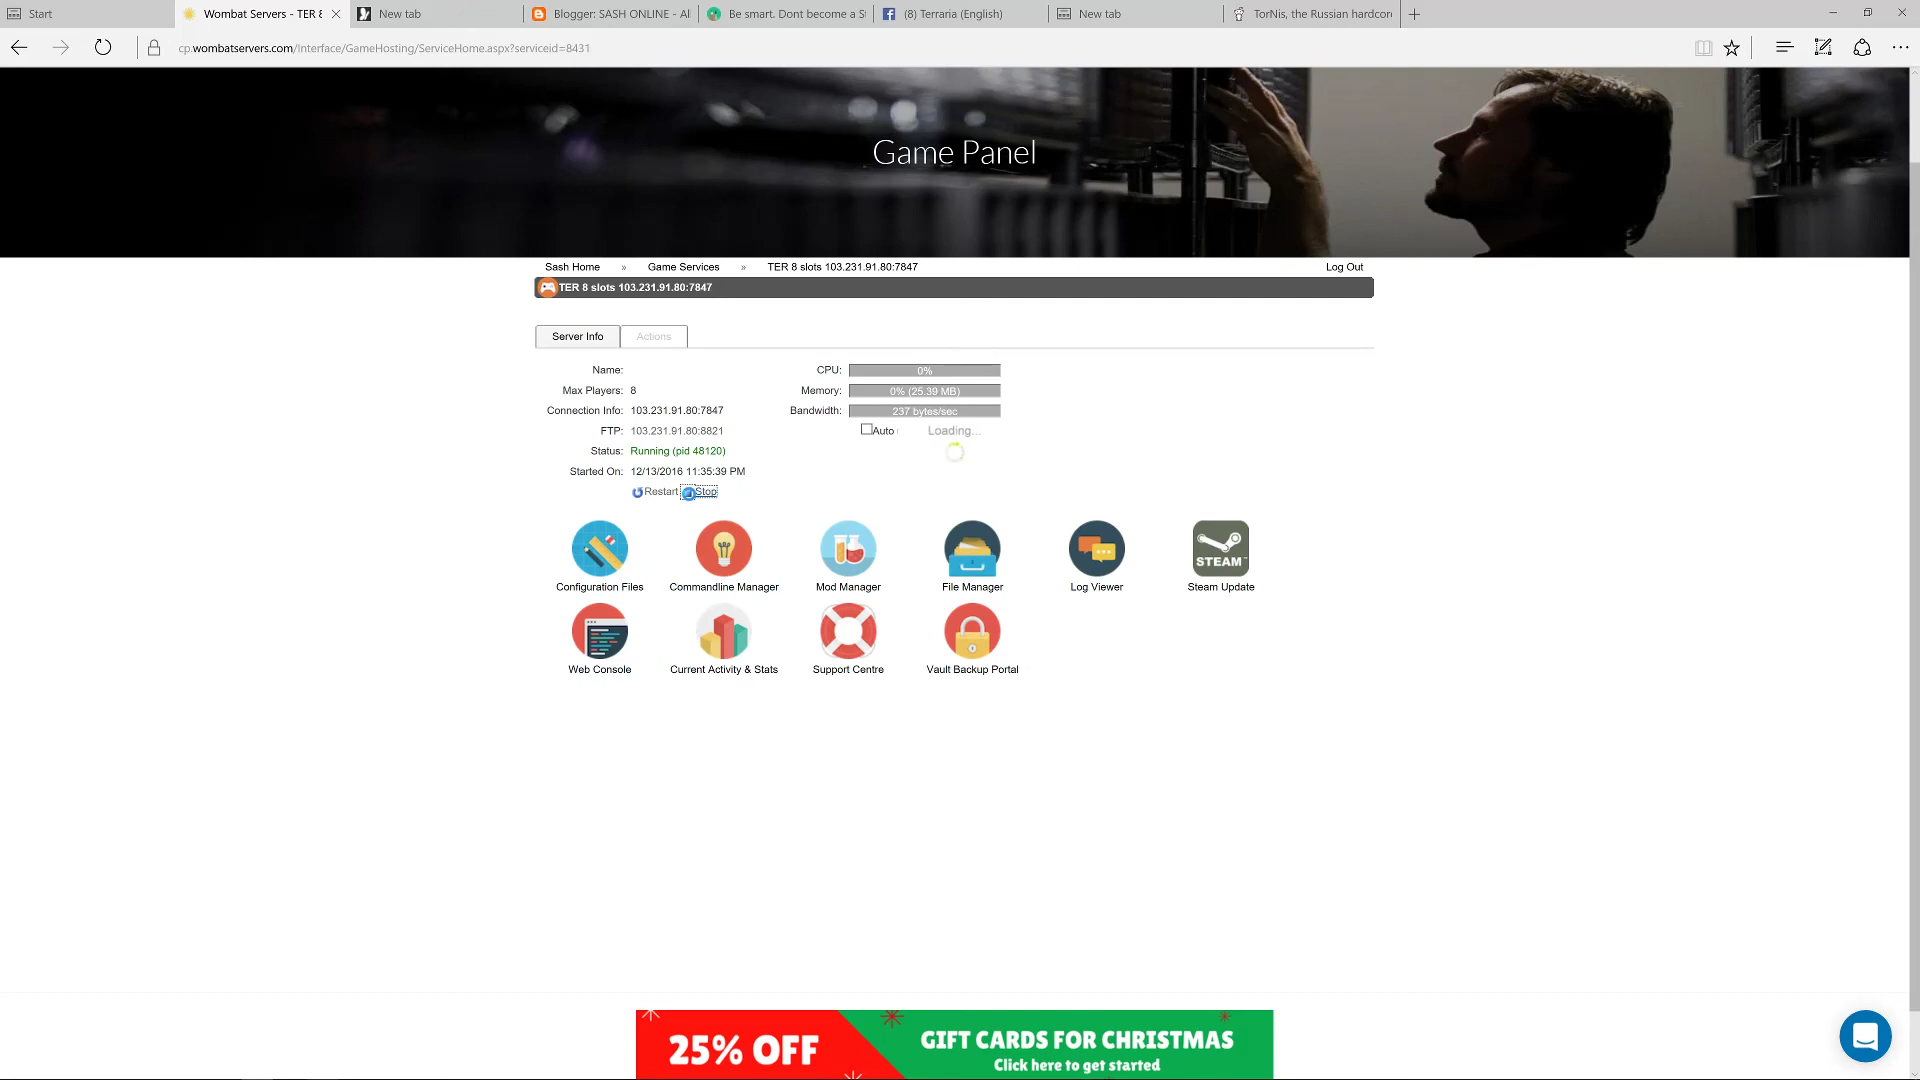 Start
Wombat Servers - TER 8
New tab
Blogger: SASH ONLINE - Al
Be smart. Dont become a S
(8) Terraria (English)
New tab
TorNis, the Russian hardcor
cp.wombatservers.com/Interface/GameHosting/ServiceHome.aspx?serviceid=8431
Game Panel
Sash Home » Game Services » TER 8 slots 103.231.91.80:7847 Log Out
TER 8 slots 103.231.91.80:7847
Server Info Actions
Name:
Max Players: 8
Connection Info: 103.231.91.80:7847
FTP: 103.231.91.80:8821
Status: Running (pid 48120)
Started On: 12/13/2016 11:35:39 PM
Restart Stop
CPU: 0%
Memory: 0% (25.39 MB)
Bandwidth: 237 bytes/sec
Auto Loading...
Configuration Files
Commandline Manager
Mod Manager
File Manager
Log Viewer
STEAM
Steam Update
Web Console
Current Activity & Stats
Support Centre
Vault Backup Portal
25% OFF
GIFT CARDS FOR CHRISTMAS
Click here to get started